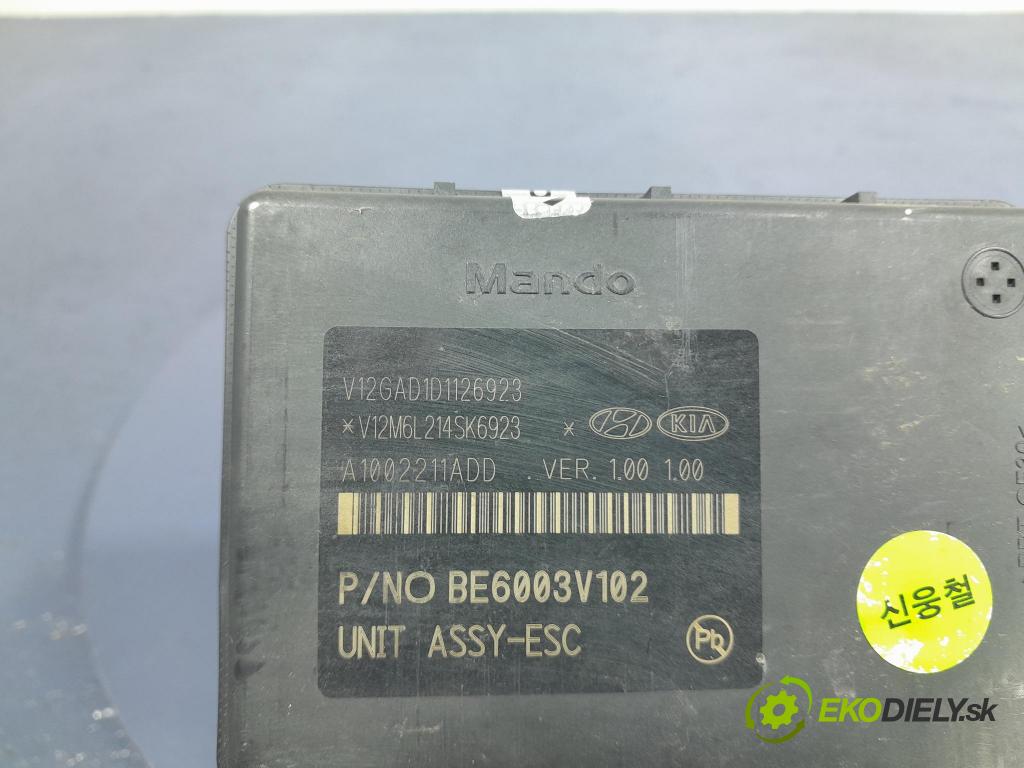 Mando
V12GAD1D1126923
*V12M6L214SK6923 * KIA
A1002211ADD . VER. 1.00 1.00
P/NO BE6003V102
UNIT ASSY-ESC
Pb
신웅철
EKODIELY.sk